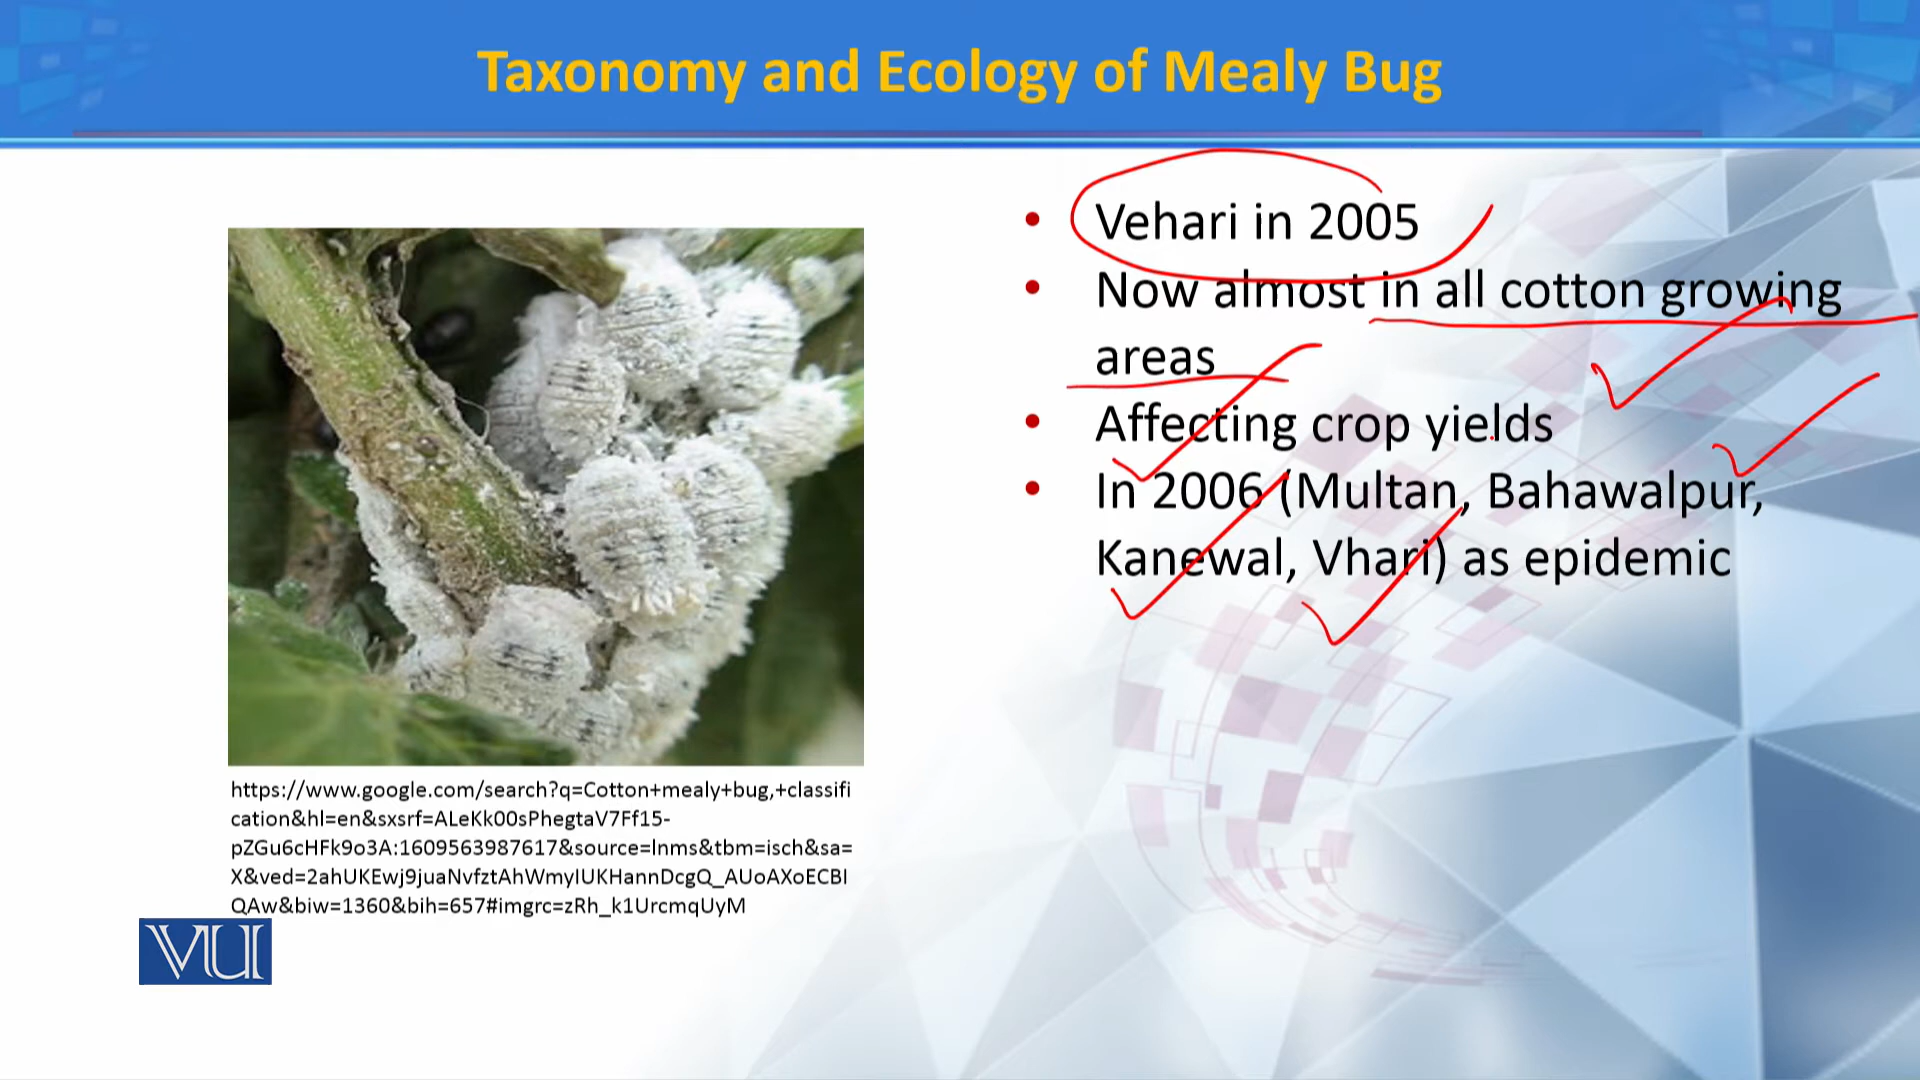 Taxonomy and Ecology of Mealy Bug
• Vehari in 2005
• Now almost in all cotton growing
areas
• Affecting crop yields
• In 2006 (Multan, Bahawalpur,
Kanewal, Vhari) as epidemic
https://www.google.com/search?q=Cotton+mealy+bug,+classifi
cation&hl=en&sxsrf=ALeKk00sPhegtaV7Ff15-
pZGu6cHFk9o3A:1609563987617&source=lnms&tbm=isch&sa=
X&ved=2ahUKEwj9juaNvfztAhWmyIUKHannDcgQ_AUoAXoECBI
QAw&biw=1360&bih=657#imgrc=zRh_k1UrcmqUyM
VU